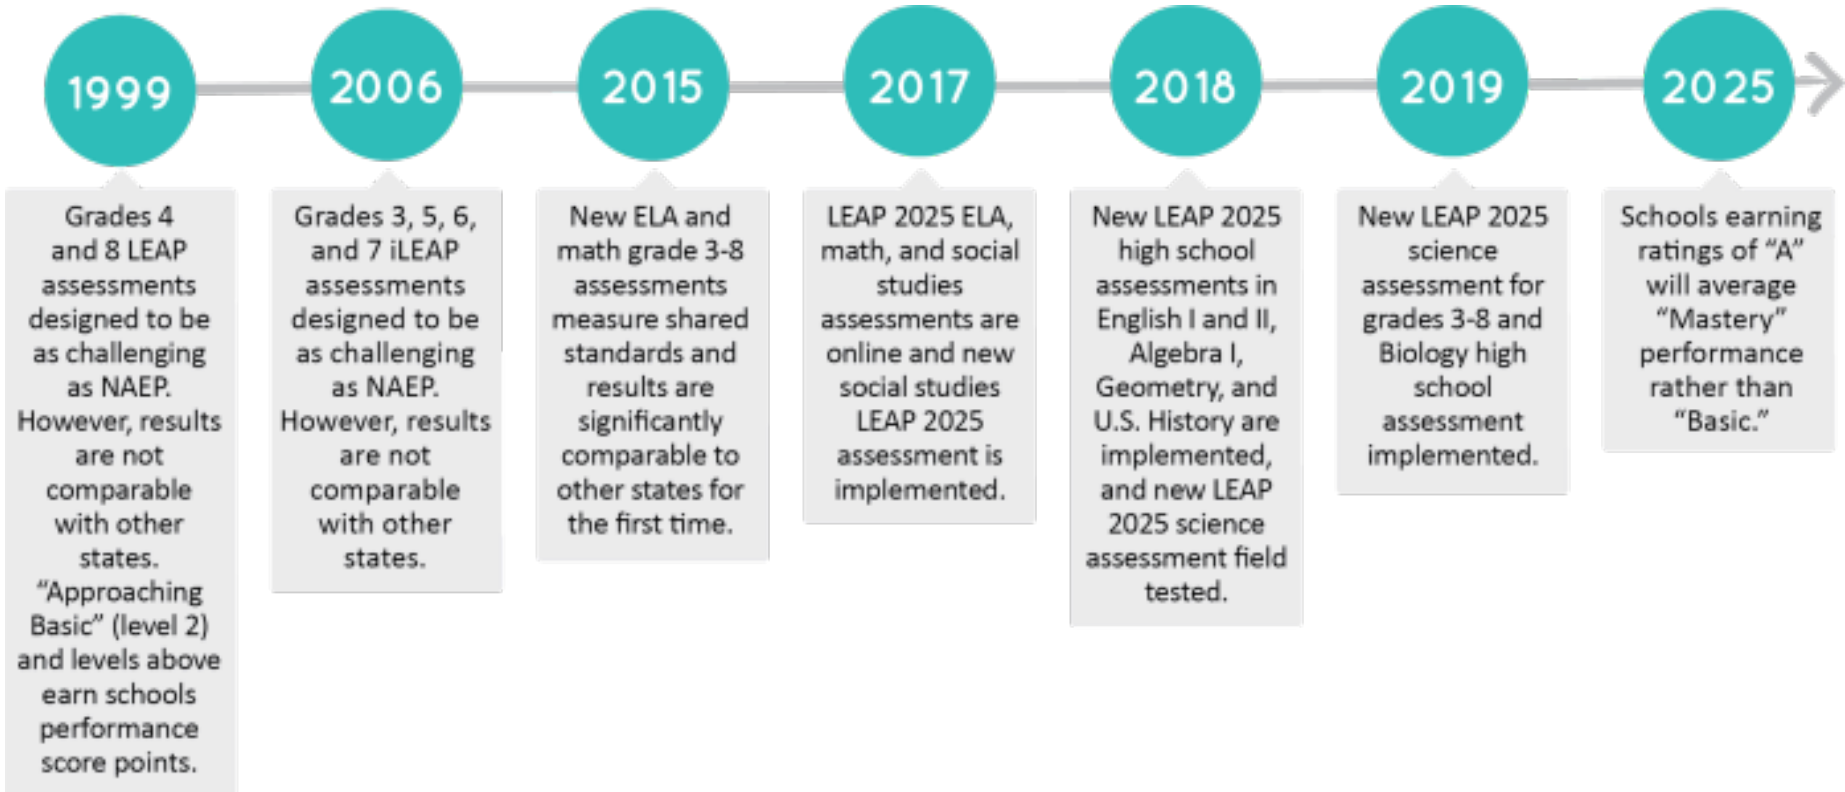 1999
Grades 4
and 8 LEAP
assessments
designed to be
as challenging
as NAEP.
However, results
are not
comparable
with other
states.
“Approaching
Basic” (level 2)
and levels above
earn schools
performance
score points.
2006
Grades 3, 5, 6,
and 7 iLEAP
assessments
designed to be
as challenging
as NAEP.
However, results
are not
comparable
with other
states.
2015
New ELA and
math grade 3-8
assessments
measure shared
standards and
results are
significantly
comparable to
other states for
the first time.
2017
LEAP 2025 ELA,
math, and social
studies
assessments are
online and new
social studies
LEAP 2025
assessment is
implemented.
2018
New LEAP 2025
high school
assessments in
English I and II,
Algebra I,
Geometry, and
U.S. History are
implemented,
and new LEAP
2025 science
assessment field
tested.
2019
New LEAP 2025
science
assessment for
grades 3-8 and
Biology high
school
assessment
implemented.
2025
Schools earning
ratings of “A”
will average
“Mastery”
performance
rather than
“Basic.”